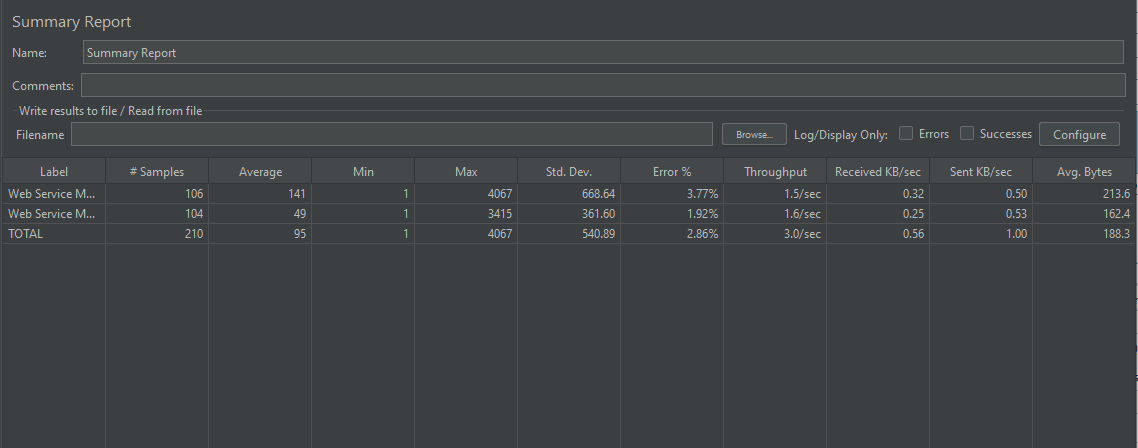 Summary Report
Name: Summary Report
Comments:
Write results to file / Read from file
Filename Browse... Log/Display Only: Errors Successes Configure
Label # Samples Average Min Max Std. Dev. Error % Throughput Received KB/sec Sent KB/sec Avg. Bytes
Web Service M... 106 141 1 4067 668.64 3.77% 1.5/sec 0.32 0.50 213.6
Web Service M... 104 49 1 3415 361.60 1.92% 1.6/sec 0.25 0.53 162.4
TOTAL 210 95 1 4067 540.89 2.86% 3.0/sec 0.56 1.00 188.3